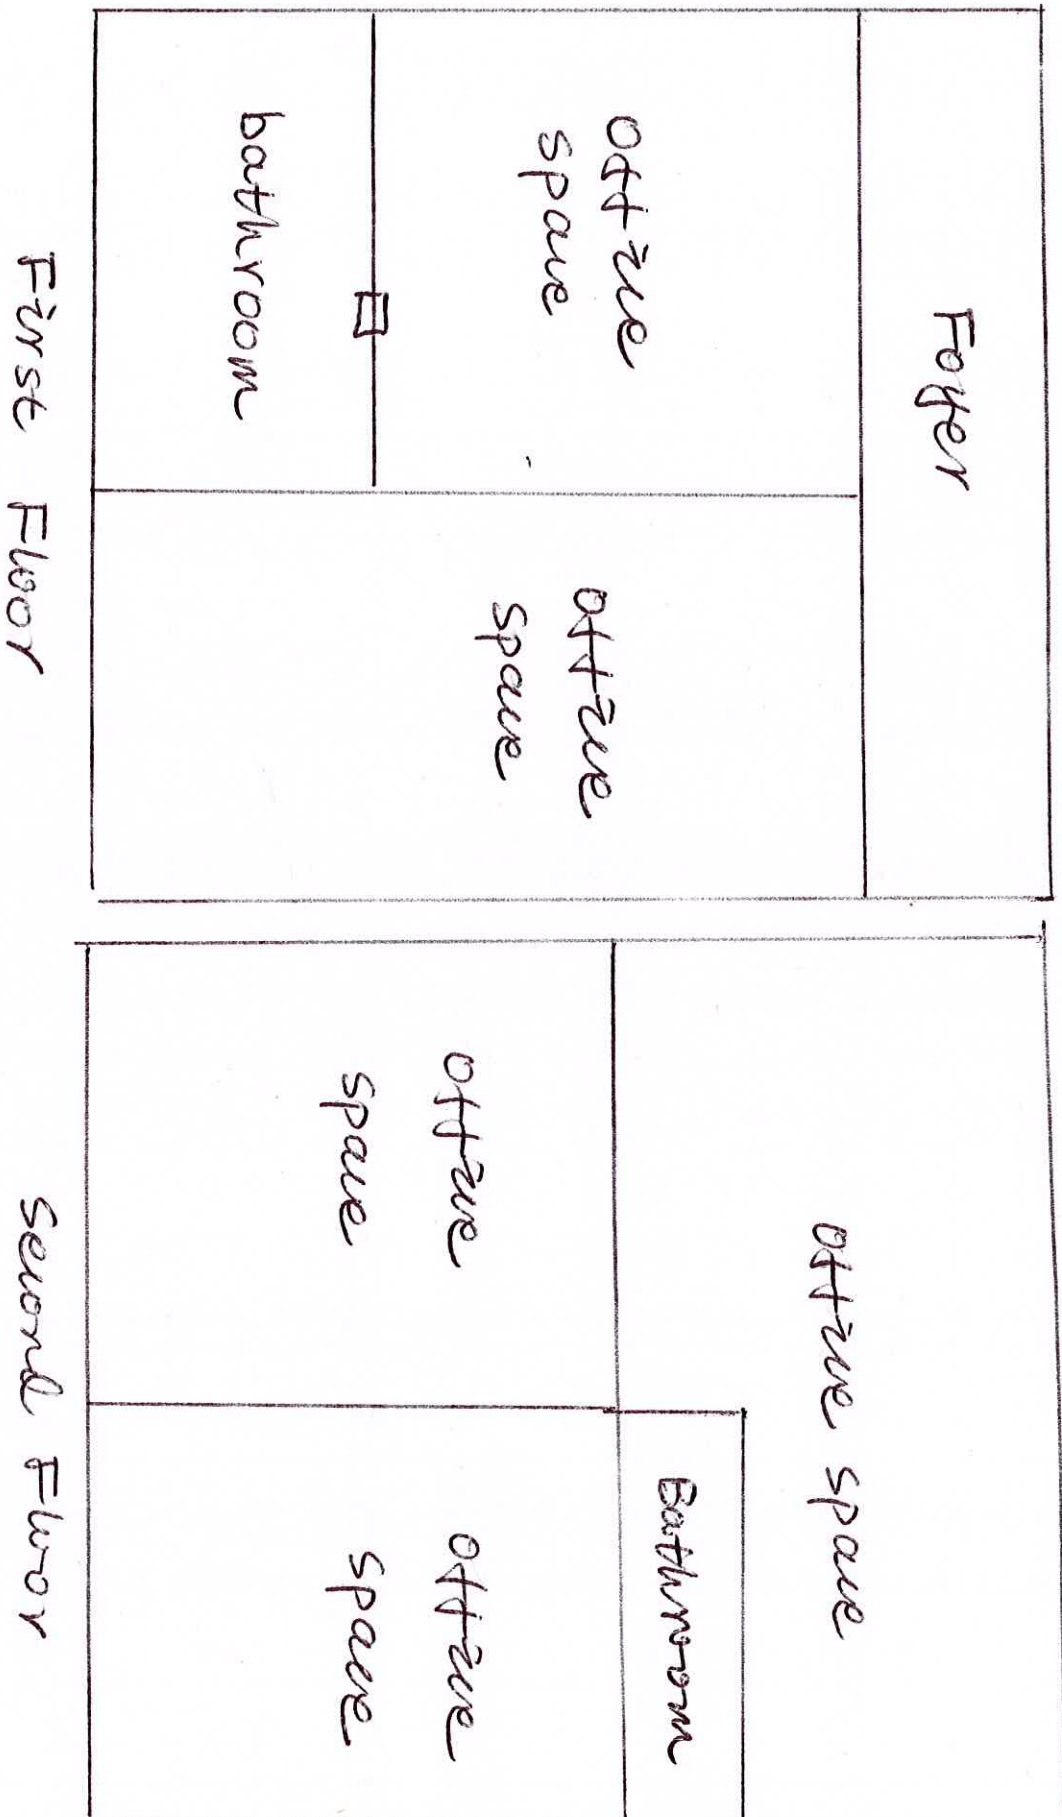 Foyer
Office
space
Office
space
bathroom
First Floor
Office space
Bathroom
Office
space
Office
space
Second Floor